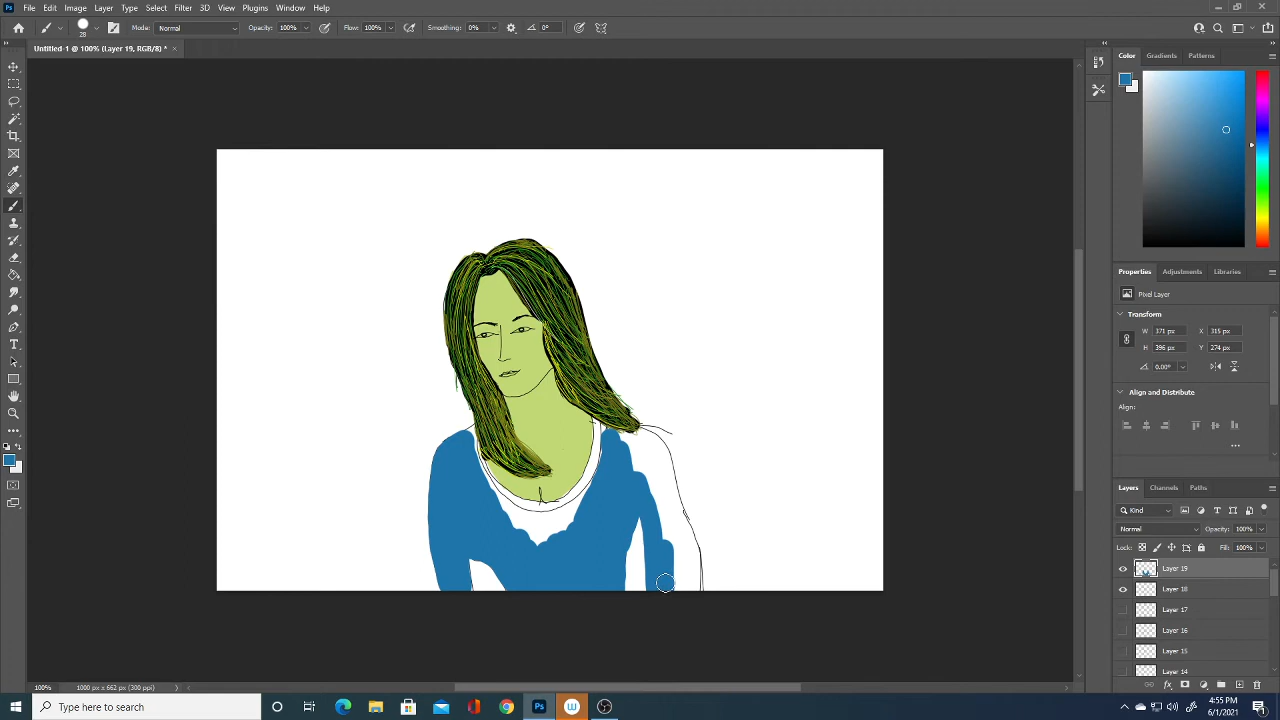 Ps File Edit Image Layer Type Select Filter 3D View Plugins Window Help
28 Mode: Normal Opacity: 100% Flow: 100% Smoothing: 0% 0°
Untitled-1 @ 100% (Layer 19, RGB/8) * ×
Color Gradients Patterns
Properties Adjustments Libraries
Pixel Layer
Transform
W 371 px X 315 px
H 396 px Y 274 px
0.00°
Align and Distribute
Align:
Layers Channels Paths
Kind
Normal Opacity: 100%
Lock: Fill: 100%
Layer 19
Layer 18
Layer 17
Layer 16
Layer 15
Layer 14
100% 1000 px x 662 px (300 ppi)
Type here to search
Ps
W
4:55 PM
6/1/2021